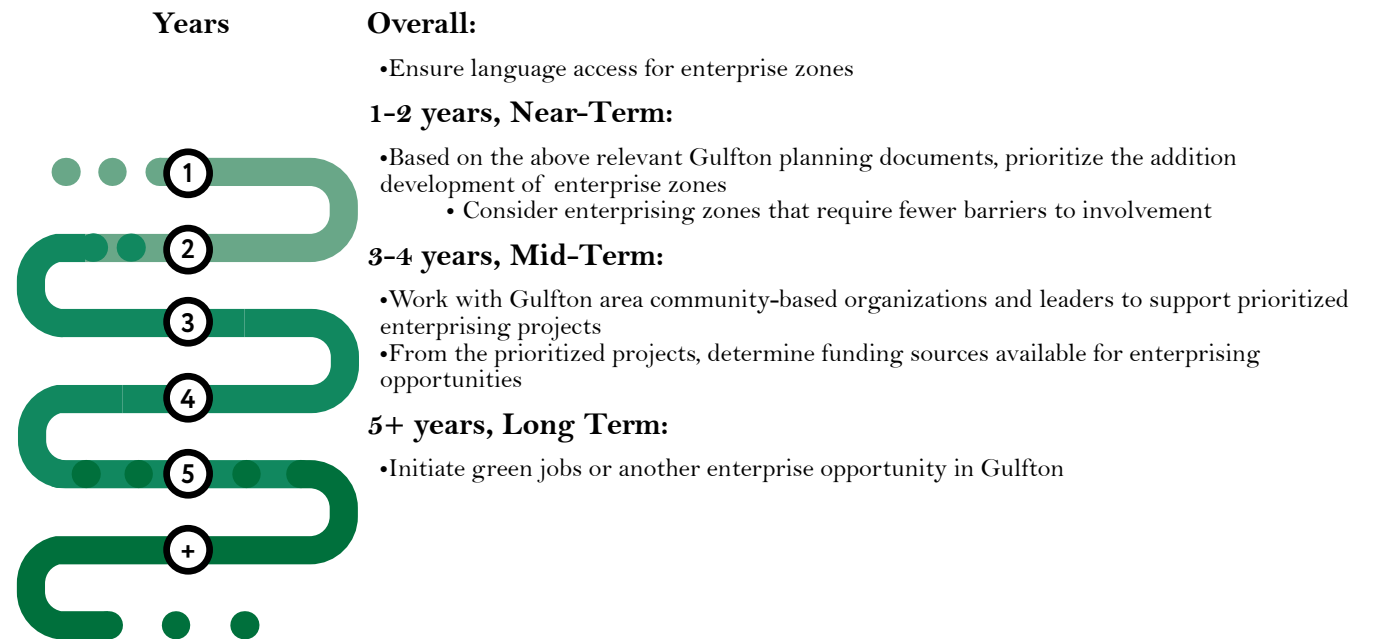 Years
Overall:
•Ensure language access for enterprise zones
1-2 years, Near-Term:
•Based on the above relevant Gulfton planning documents, prioritize the addition
development of enterprise zones
• Consider enterprising zones that require fewer barriers to involvement
3-4 years, Mid-Term:
•Work with Gulfton area community-based organizations and leaders to support prioritized
enterprising projects
•From the prioritized projects, determine funding sources available for enterprising
opportunities
5+ years, Long Term:
•Initiate green jobs or another enterprise opportunity in Gulfton
1
2
3
4
5
+